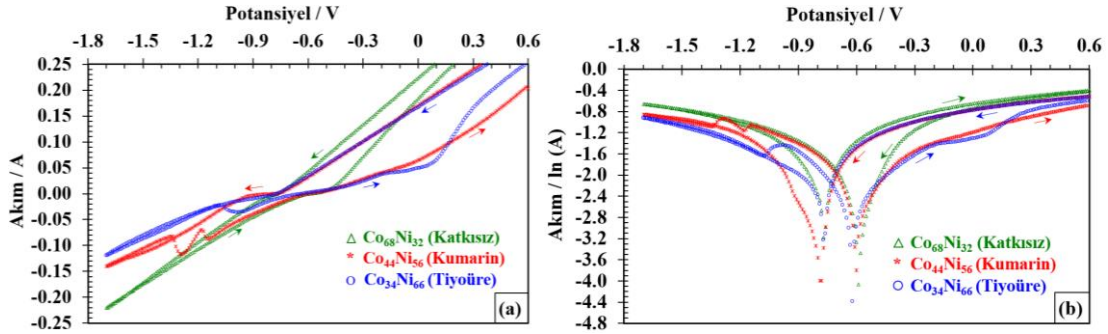 Potansiyel / V
-1.8 -1.5 -1.2 -0.9 -0.6 -0.3 0 0.3 0.6
Akım / A
0.25
0.20
0.15
0.10
0.05
0.00
-0.05
-0.10
-0.15
-0.20
-0.25
△ Co₆₈Ni₃₂ (Katkısız)
* Co₄₄Ni₅₆ (Kumarin)
○ Co₃₄Ni₆₆ (Tiyoüre)
(a)
Potansiyel / V
-1.8 -1.5 -1.2 -0.9 -0.6 -0.3 0.0 0.3 0.6
Akım / ln (A)
0.0
-0.4
-0.8
-1.2
-1.6
-2.0
-2.4
-2.8
-3.2
-3.6
-4.0
-4.4
-4.8
△ Co₆₈Ni₃₂ (Katkısız)
* Co₄₄Ni₅₆ (Kumarin)
○ Co₃₄Ni₆₆ (Tiyoüre)
(b)